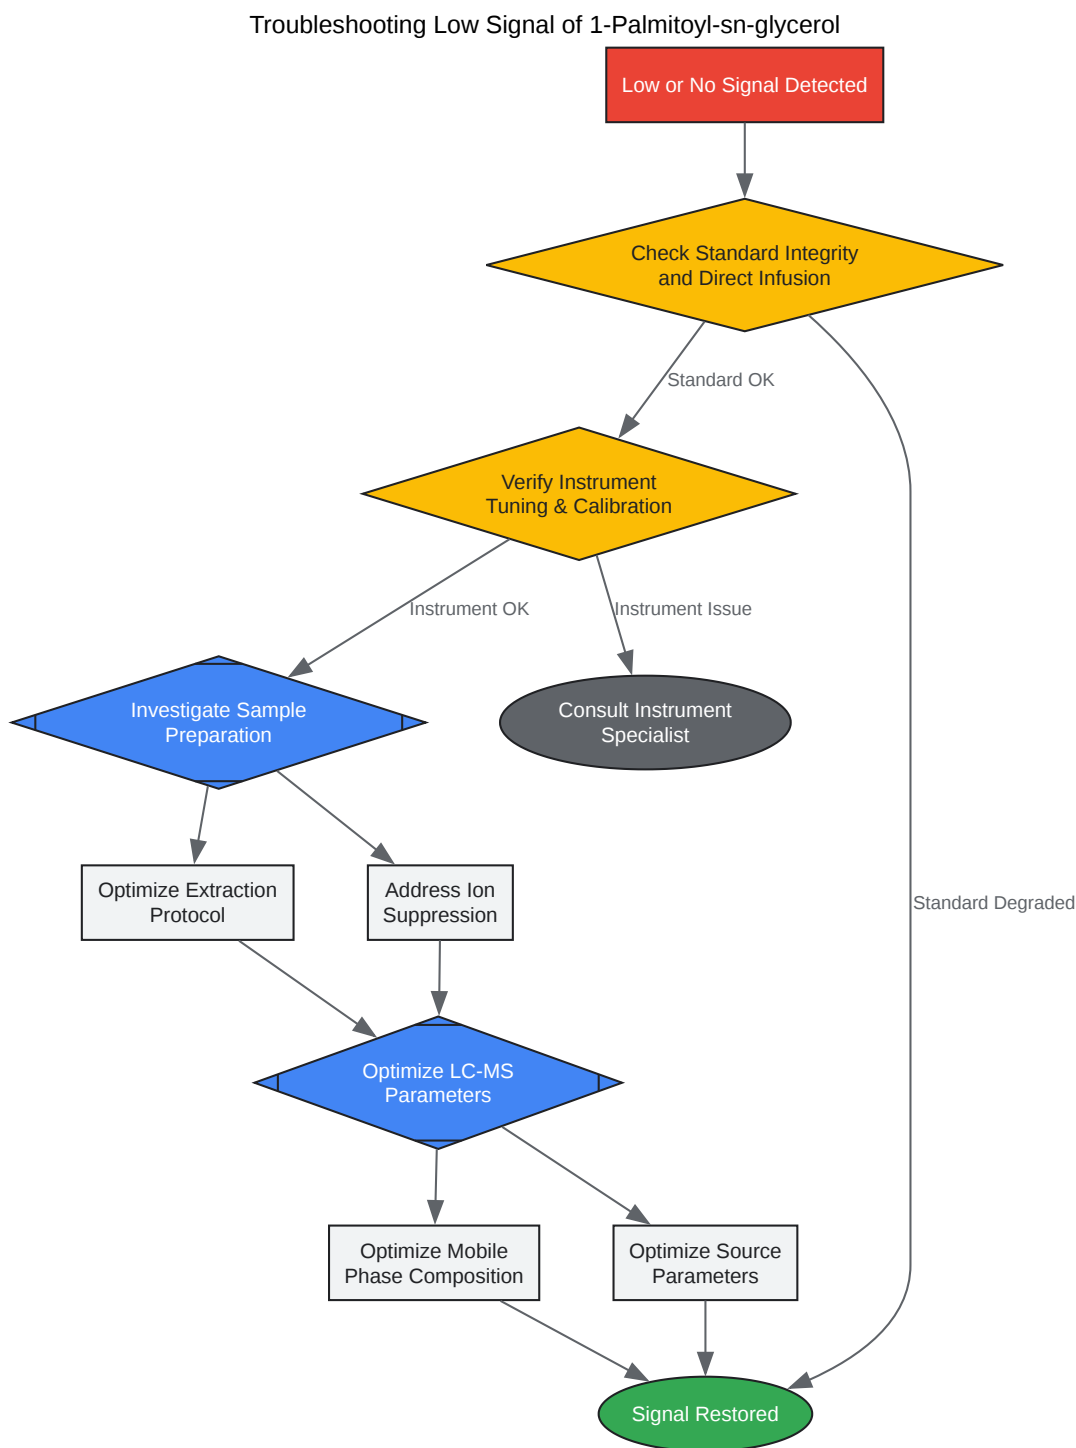 Troubleshooting Low Signal of 1-Palmitoyl-sn-glycerol
Low or No Signal Detected
Check Standard Integrity
and Direct Infusion
Standard OK
Verify Instrument
Tuning & Calibration
Instrument OK
Instrument Issue
Investigate Sample
Preparation
Consult Instrument
Specialist
Optimize Extraction
Protocol
Address Ion
Suppression
Standard Degraded
Optimize LC-MS
Parameters
Optimize Mobile
Phase Composition
Optimize Source
Parameters
Signal Restored